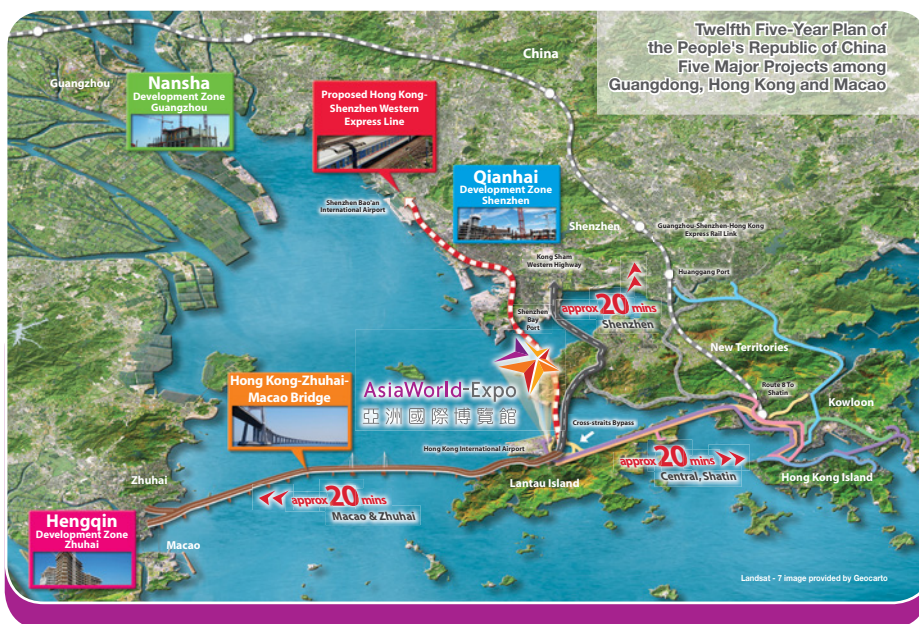 Twelfth Five-Year Plan of
the People's Republic of China
Five Major Projects among
Guangdong, Hong Kong and Macao
China
Guangzhou
Nansha
Development Zone
Guangzhou
Proposed Hong Kong-
Shenzhen Western
Express Line
Qianhai
Development Zone
Shenzhen
Shenzhen Bao'an
International Airport
Shenzhen
Guangzhou-Shenzhen-Hong Kong
Express Rail Link
Kong Sham
Western Highway
Huanggang Port
approx 20 mins
Shenzhen
Shenzhen
Bay
Port
New Territories
AsiaWorld-Expo
亞洲國際博覽館
Hong Kong-Zhuhai-
Macao Bridge
Route 8 To
Shatin
Kowloon
Cross-straits Bypass
Hong Kong International Airport
approx 20 mins
Central, Shatin
Hong Kong Island
Lantau Island
Zhuhai
approx 20 mins
Macao & Zhuhai
Hengqin
Development Zone
Zhuhai
Macao
Landsat - 7 image provided by Geocarto